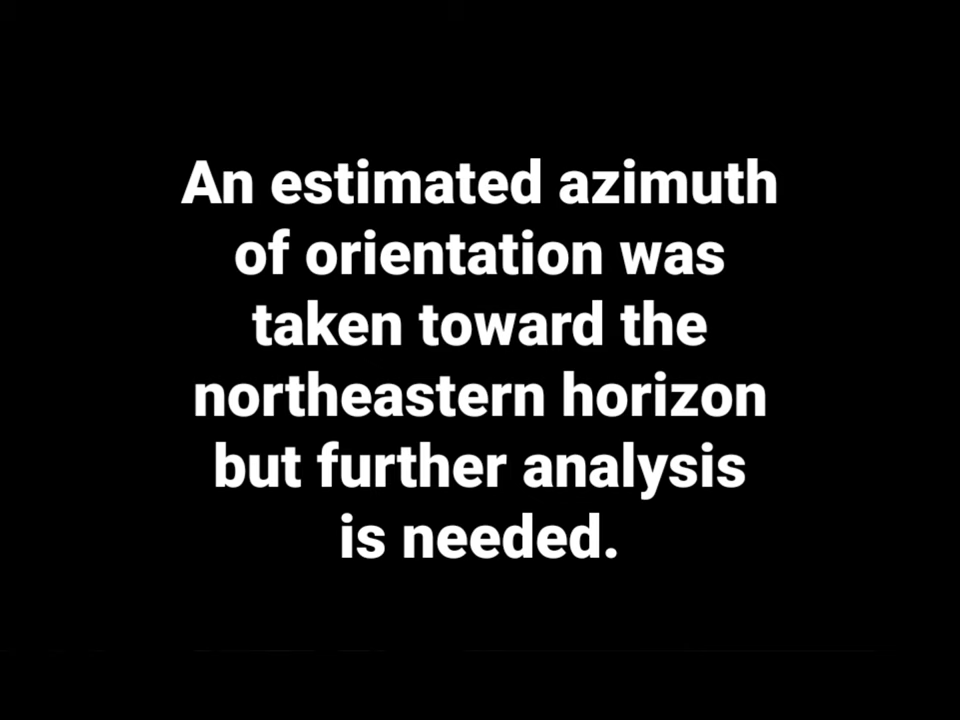 An estimated azimuth
of orientation was
taken toward the
northeastern horizon
but further analysis
is needed.